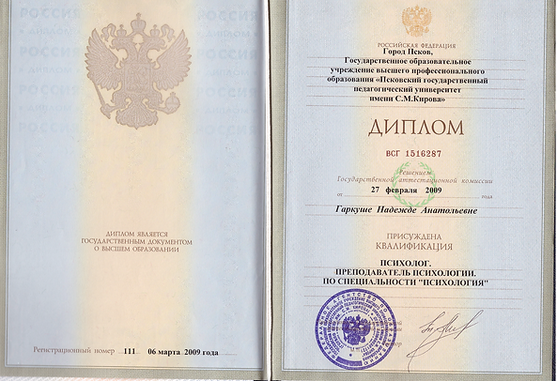 ДИПЛОМ ЯВЛЯЕТСЯ
ГОСУДАРСТВЕННЫМ ДОКУМЕНТОМ
О ВЫСШЕМ ОБРАЗОВАНИИ
Регистрационный номер 111 06 марта 2009 года
РОССИЙСКАЯ ФЕДЕРАЦИЯ
Город Псков,
Государственное образовательное
учреждение высшего профессионального
образования «Псковский государственный
педагогический университет
имени С.М.Кирова»
ДИПЛОМ
ВСГ 1516287
Решением
Государственной аттестационной комиссии
от 27 февраля 2009 года
Гаркуше Надежде Анатольевне
ПРИСУЖДЕНА
КВАЛИФИКАЦИЯ
ПСИХОЛОГ.
ПРЕПОДАВАТЕЛЬ ПСИХОЛОГИИ.
ПО СПЕЦИАЛЬНОСТИ "ПСИХОЛОГИЯ"